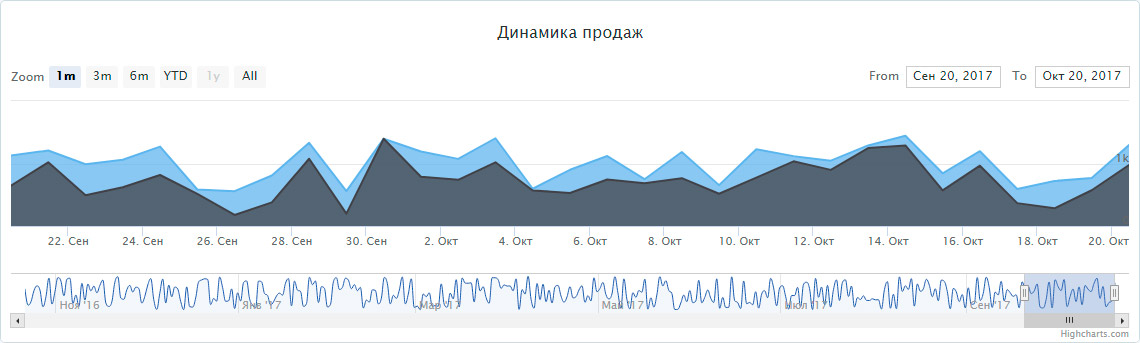 Динамика продаж
Zoom 1m 3m 6m YTD 1y All From Сен 20, 2017 To Окт 20, 2017
1k
22. Сен 24. Сен 26. Сен 28. Сен 30. Сен 2. Окт 4. Окт 6. Окт 8. Окт 10. Окт 12. Окт 14. Окт 16. Окт 18. Окт 20. Окт
Ноя '16 Янв '17 Мар '17 Май '17 Июл '17 Сен '17
Highcharts.com